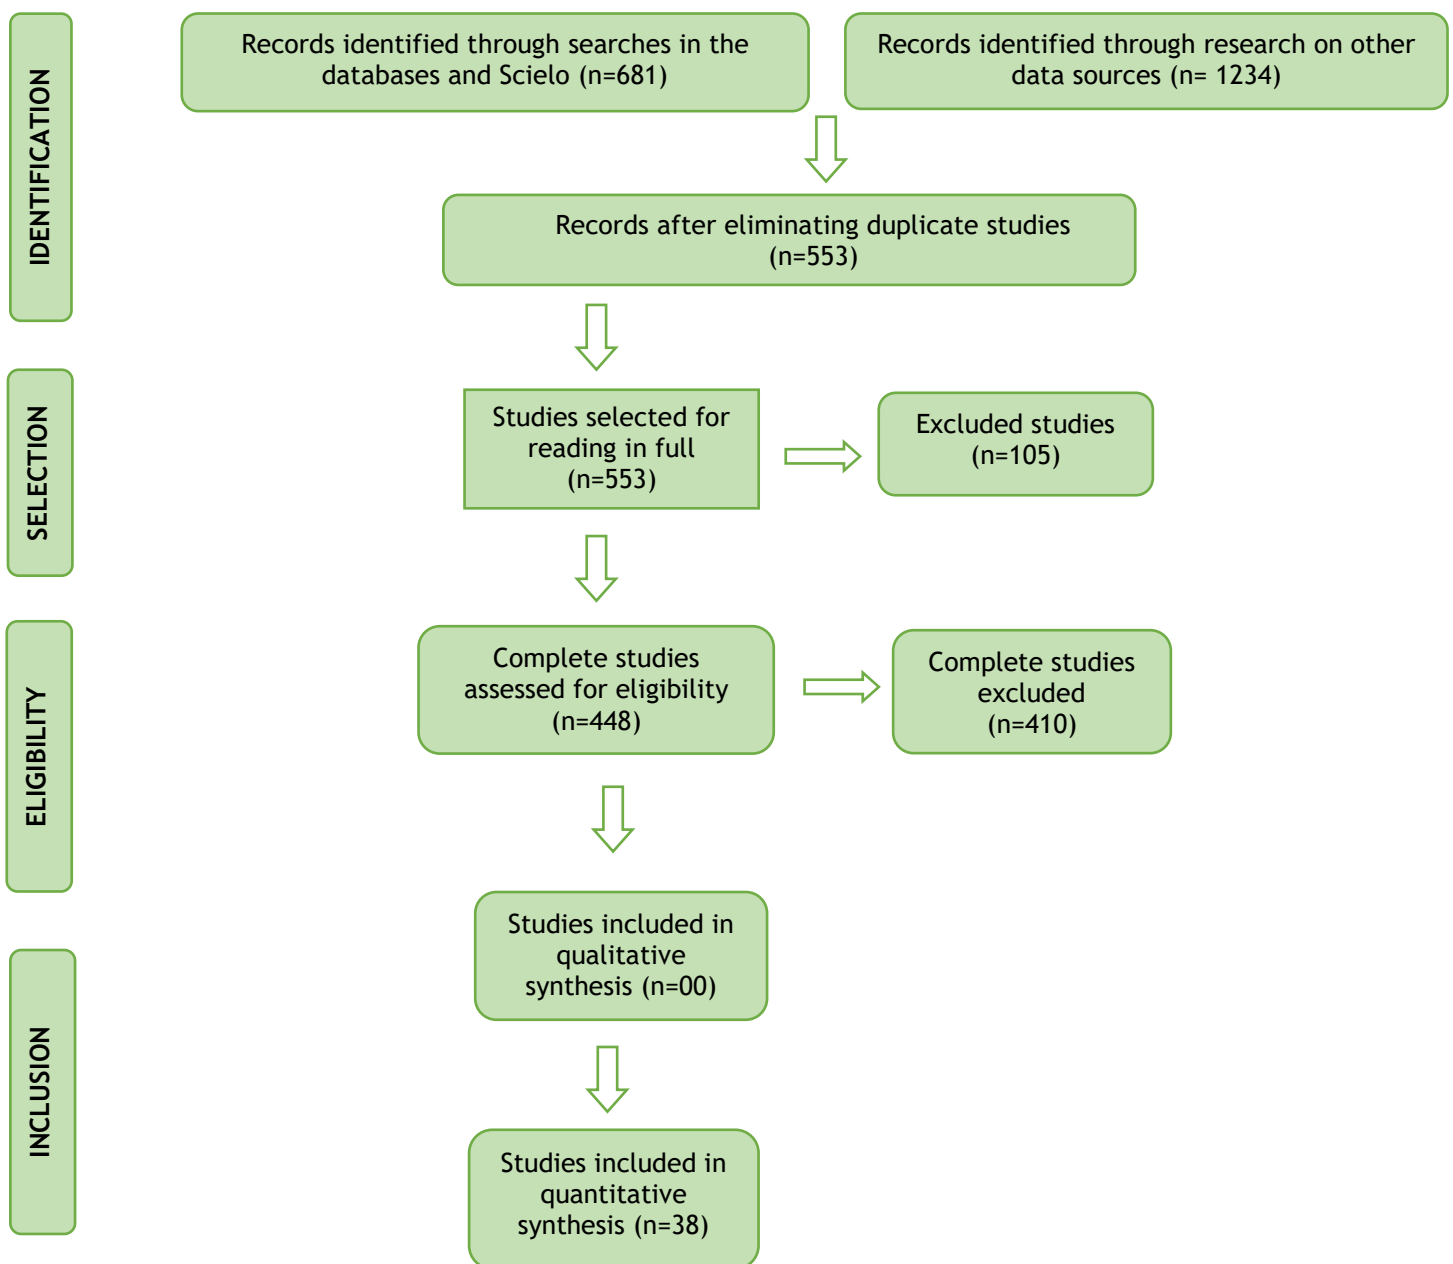 IDENTIFICATION
Records identified through searches in the
databases and Scielo (n=681)
Records identified through research on other
data sources (n= 1234)
Records after eliminating duplicate studies
(n=553)
SELECTION
Studies selected for
reading in full
(n=553)
Excluded studies
(n=105)
ELIGIBILITY
Complete studies
assessed for eligibility
(n=448)
Complete studies
excluded
(n=410)
INCLUSION
Studies included in
qualitative
synthesis (n=00)
Studies included in
quantitative
synthesis (n=38)